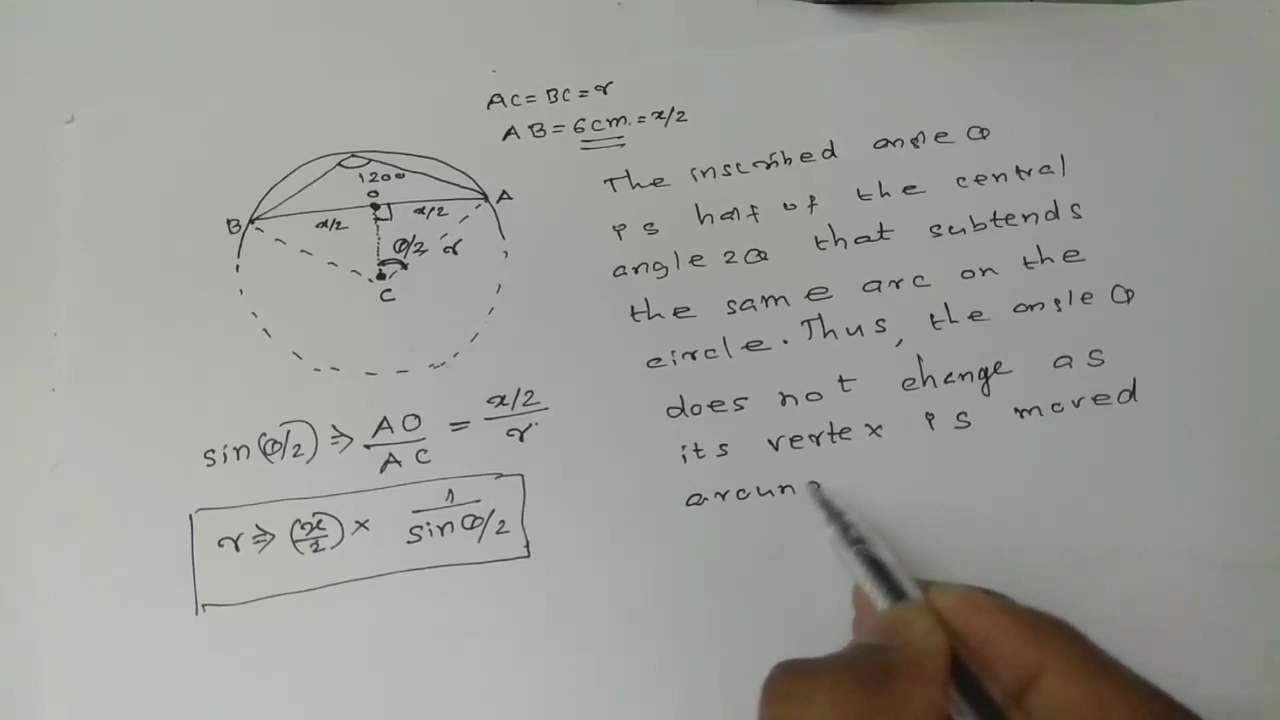 AC = BC = r
AB = 6cm. = x/2
120°
O
B
A
x/2
x/2
θ/2
r
C
The inscribed angle θ
is half of the central
angle 2θ that subtends
the same arc on the
circle. Thus, the angle θ
does not change as
its vertex is moved
aroun
sin(θ/2) ⇒ AO/AC = x/2/r
r ⇒ (x/2) × 1/sin θ/2